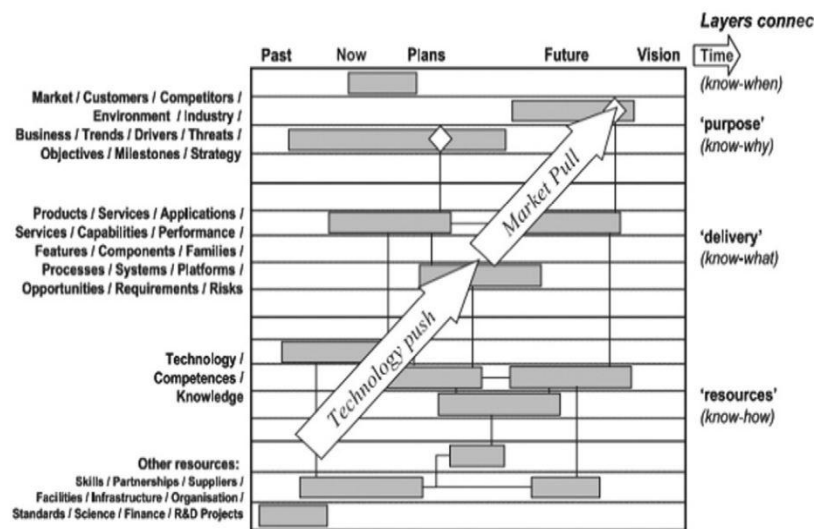 Layers connec
Past Now Plans Future Vision Time
(know-when)
Market / Customers / Competitors /
Environment / Industry /
Business / Trends / Drivers / Threats /
Objectives / Milestones / Strategy
'purpose'
(know-why)
Market Pull
Products / Services / Applications /
Services / Capabilities / Performance /
Features / Components / Families /
Processes / Systems / Platforms /
Opportunities / Requirements / Risks
'delivery'
(know-what)
Technology push
Technology /
Competences /
Knowledge
'resources'
(know-how)
Other resources:
Skills / Partnerships / Suppliers /
Facilities / Infrastructure / Organisation /
Standards / Science / Finance / R&D Projects